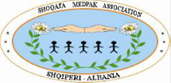 SHOQATA MEDPAK ASSOCIATION
SHQIPERI - ALBANIA